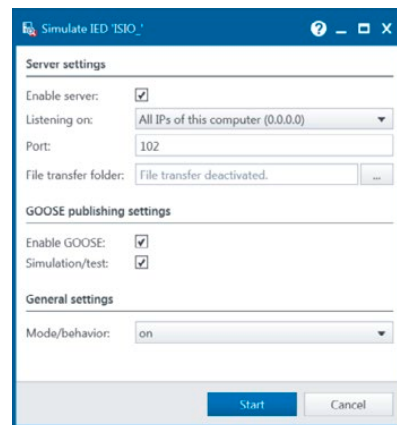 Simulate IED 'ISIO_'
Server settings
Enable server:
Listening on: All IPs of this computer (0.0.0.0)
Port: 102
File transfer folder: File transfer deactivated. ...
GOOSE publishing settings
Enable GOOSE:
Simulation/test:
General settings
Mode/behavior: on
Start Cancel